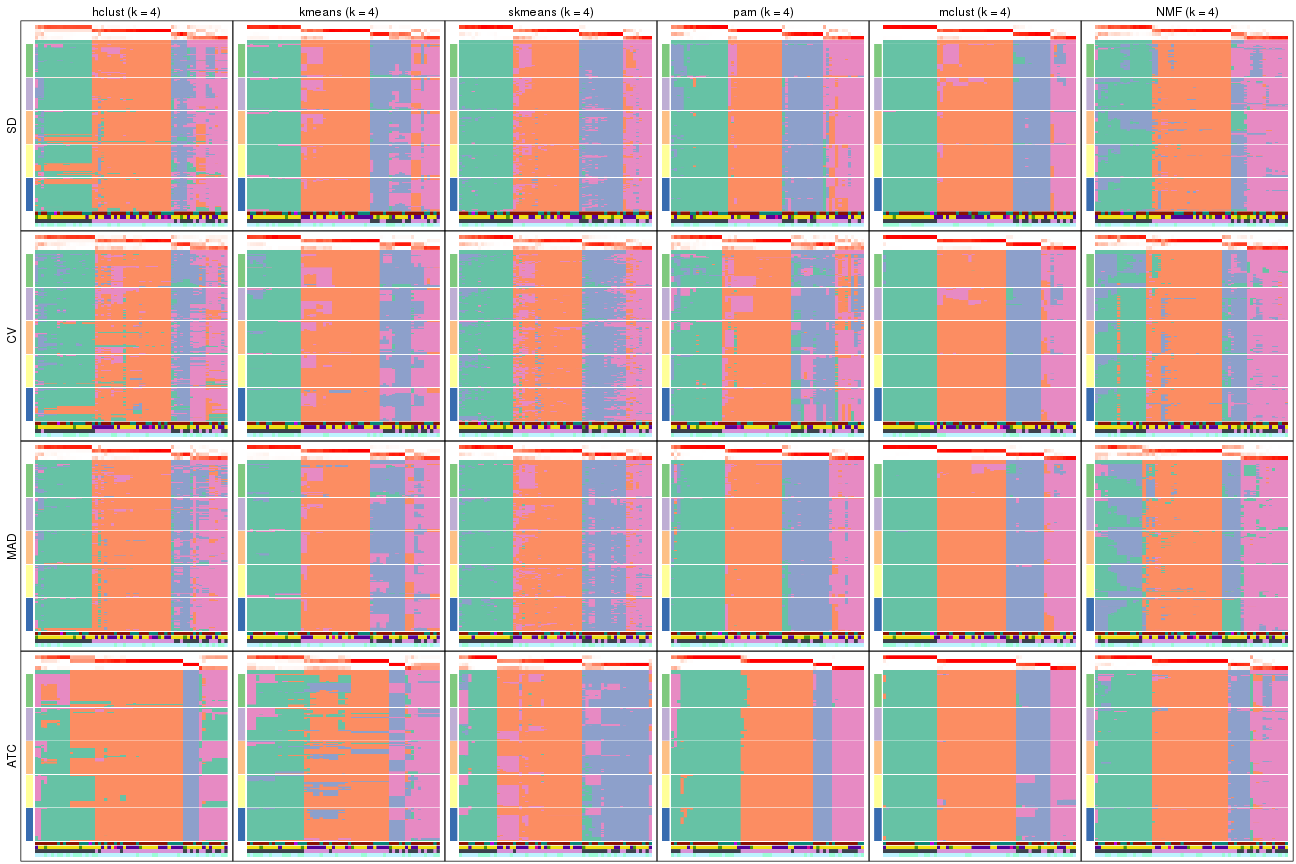 hclust (k = 4)
kmeans (k = 4)
skmeans (k = 4)
pam (k = 4)
mclust (k = 4)
NMF (k = 4)
SD
CV
MAD
ATC